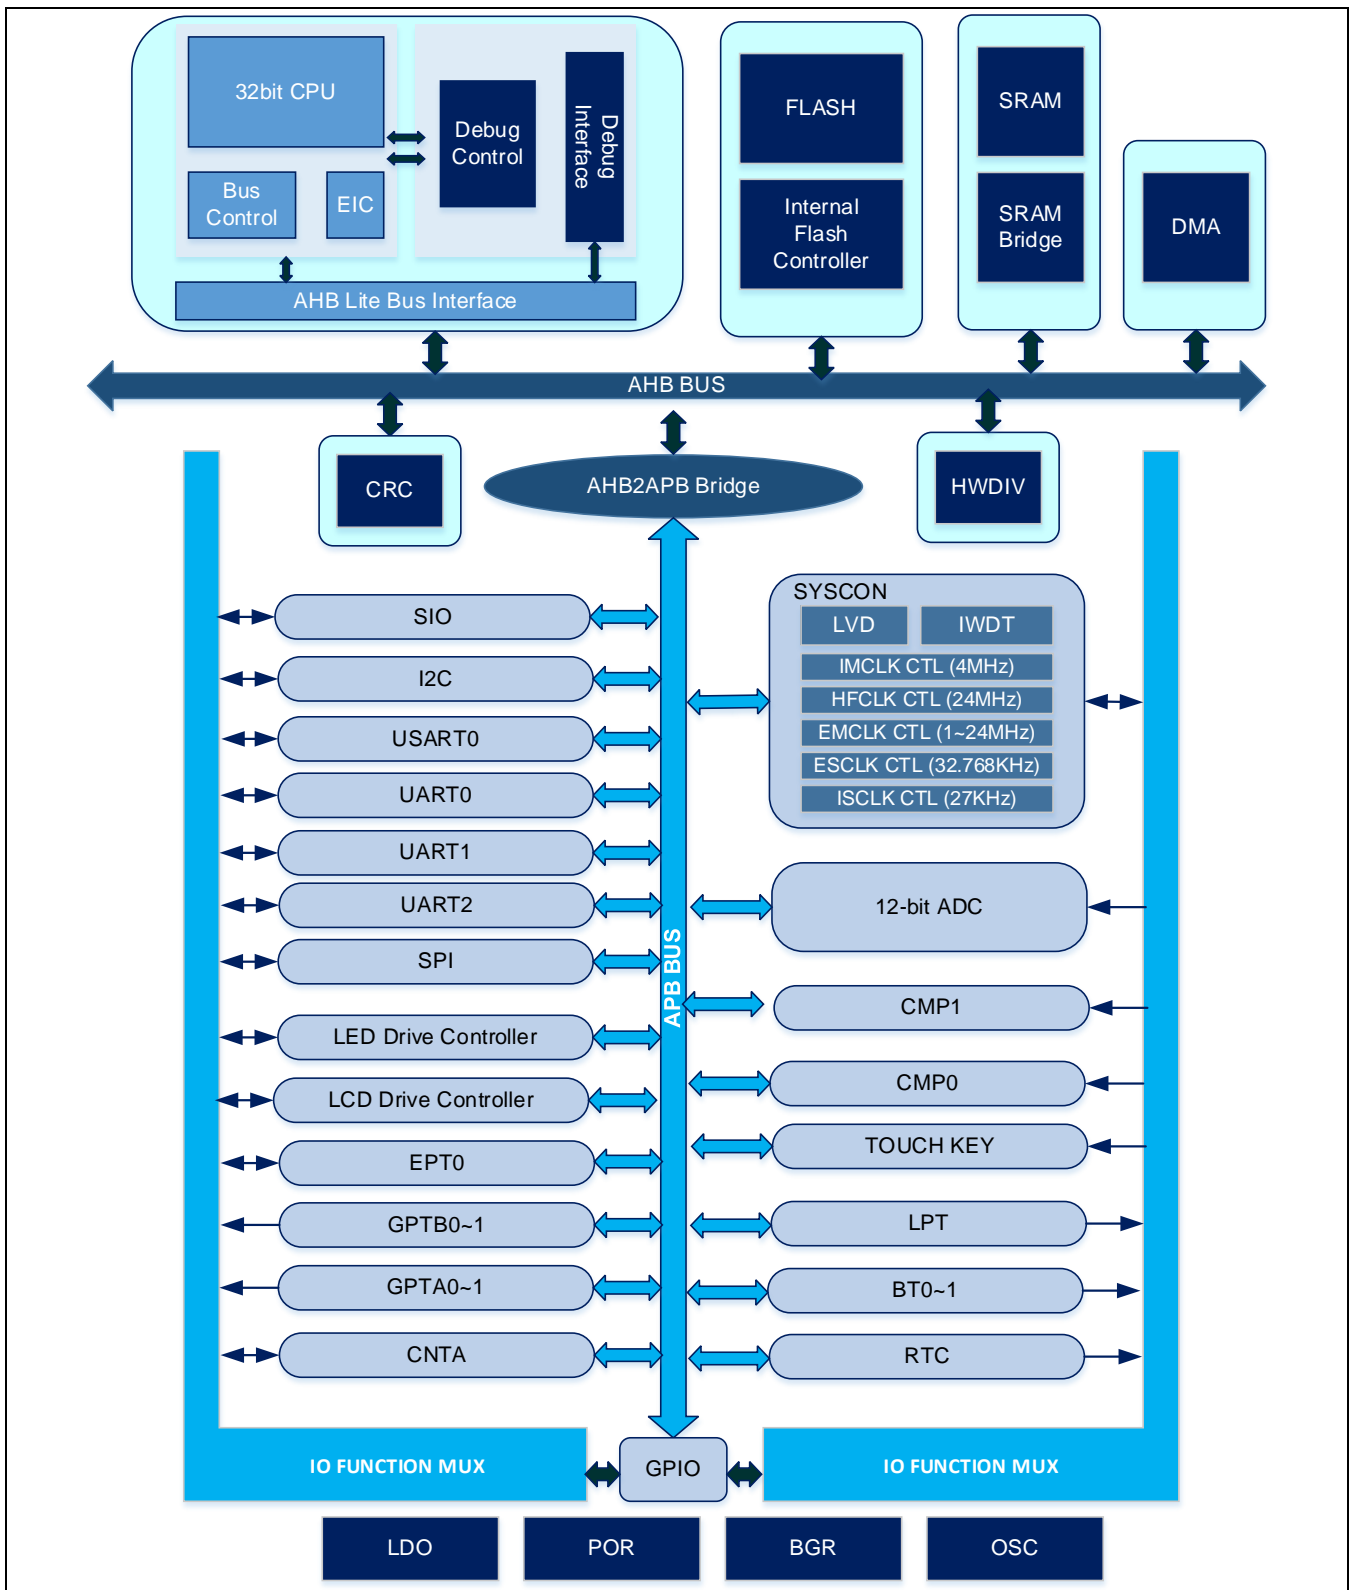 32bit CPU
Bus
Control
EIC
Debug
Control
Debug
Interface
AHB Lite Bus Interface
FLASH
Internal
Flash
Controller
SRAM
SRAM
Bridge
DMA
AHB BUS
CRC
AHB2APB Bridge
HWDIV
SIO
I2C
USART0
UART0
UART1
UART2
SPI
LED Drive Controller
LCD Drive Controller
EPT0
GPTB0~1
GPTA0~1
CNTA
APB BUS
SYSCON
LVD
IWDT
IMCLK CTL (4MHz)
HFCLK CTL (24MHz)
EMCLK CTL (1~24MHz)
ESCLK CTL (32.768KHz)
ISCLK CTL (27KHz)
12-bit ADC
CMP1
CMP0
TOUCH KEY
LPT
BT0~1
RTC
IO FUNCTION MUX
GPIO
IO FUNCTION MUX
LDO
POR
BGR
OSC